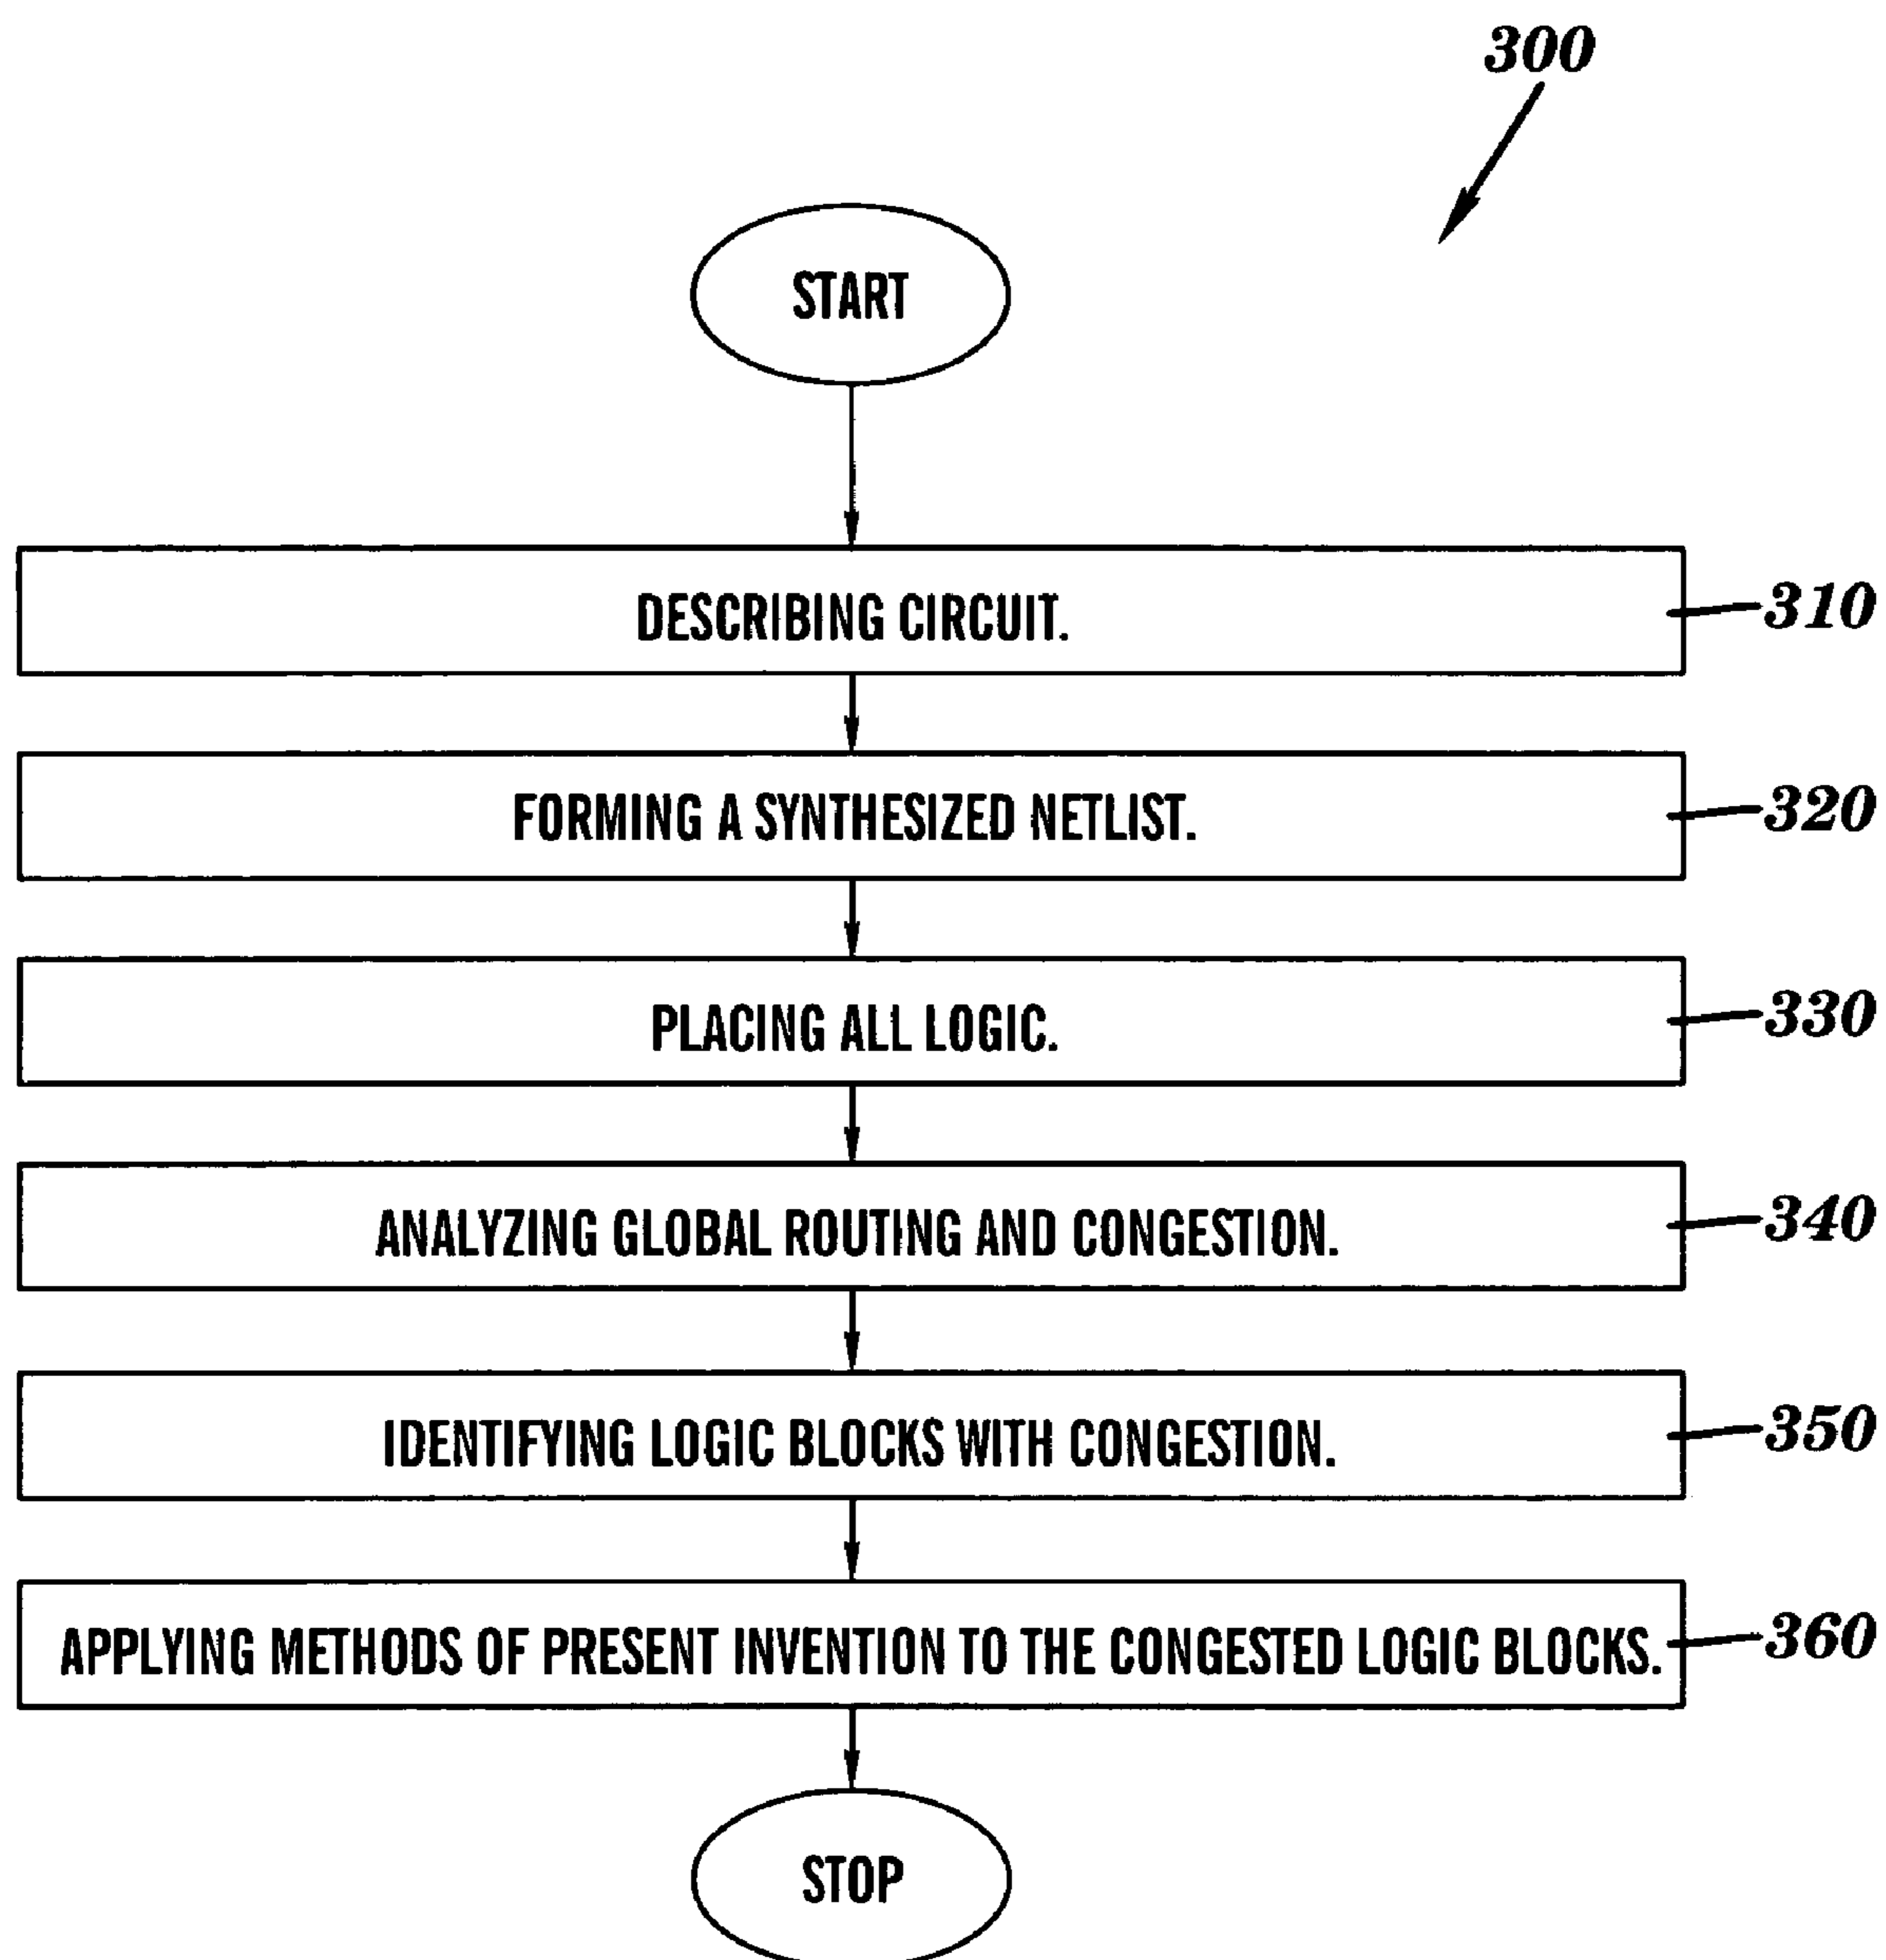 300
START
DESCRIBING CIRCUIT.
310
FORMING A SYNTHESIZED NETLIST.
320
PLACING ALL LOGIC.
330
ANALYZING GLOBAL ROUTING AND CONGESTION.
340
IDENTIFYING LOGIC BLOCKS WITH CONGESTION.
350
APPLYING METHODS OF PRESENT INVENTION TO THE CONGESTED LOGIC BLOCKS.
360
STOP